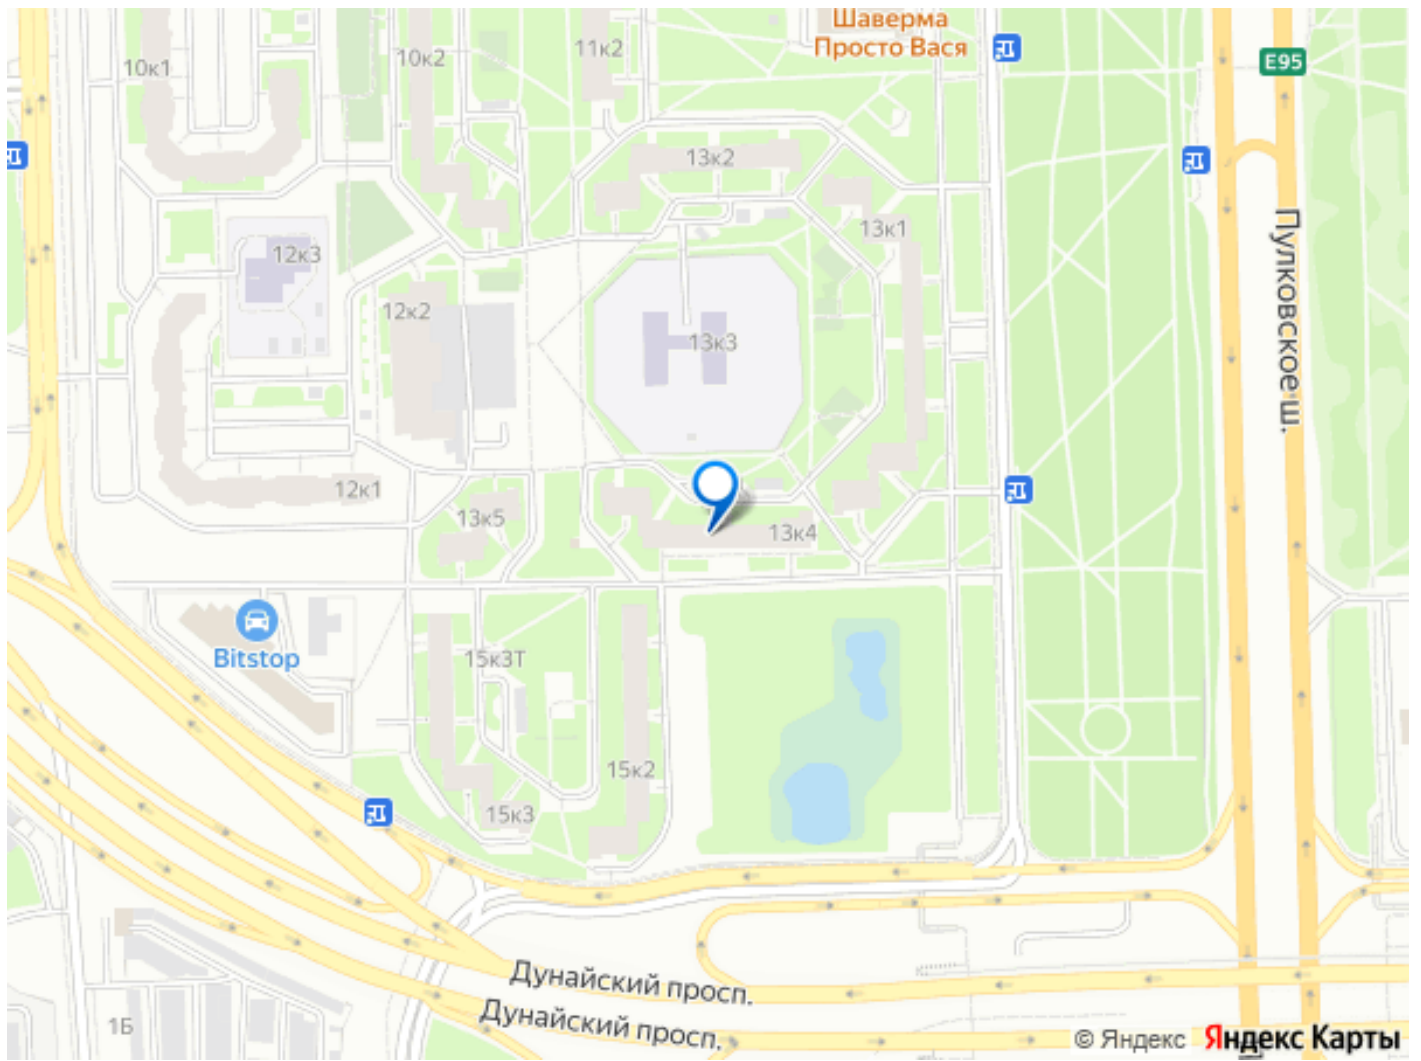 Шаверма
Просто Вася
11к2
10к2
10к1
E95
13к2
13к1
12к3
12к2
13к3
Пулковское ш.
12к1
13к5
13к4
Bitstop
15к3Т
15к2
15к3
Дунайский просп.
Дунайский просп.
1Б
© Яндекс Яндекс Карты